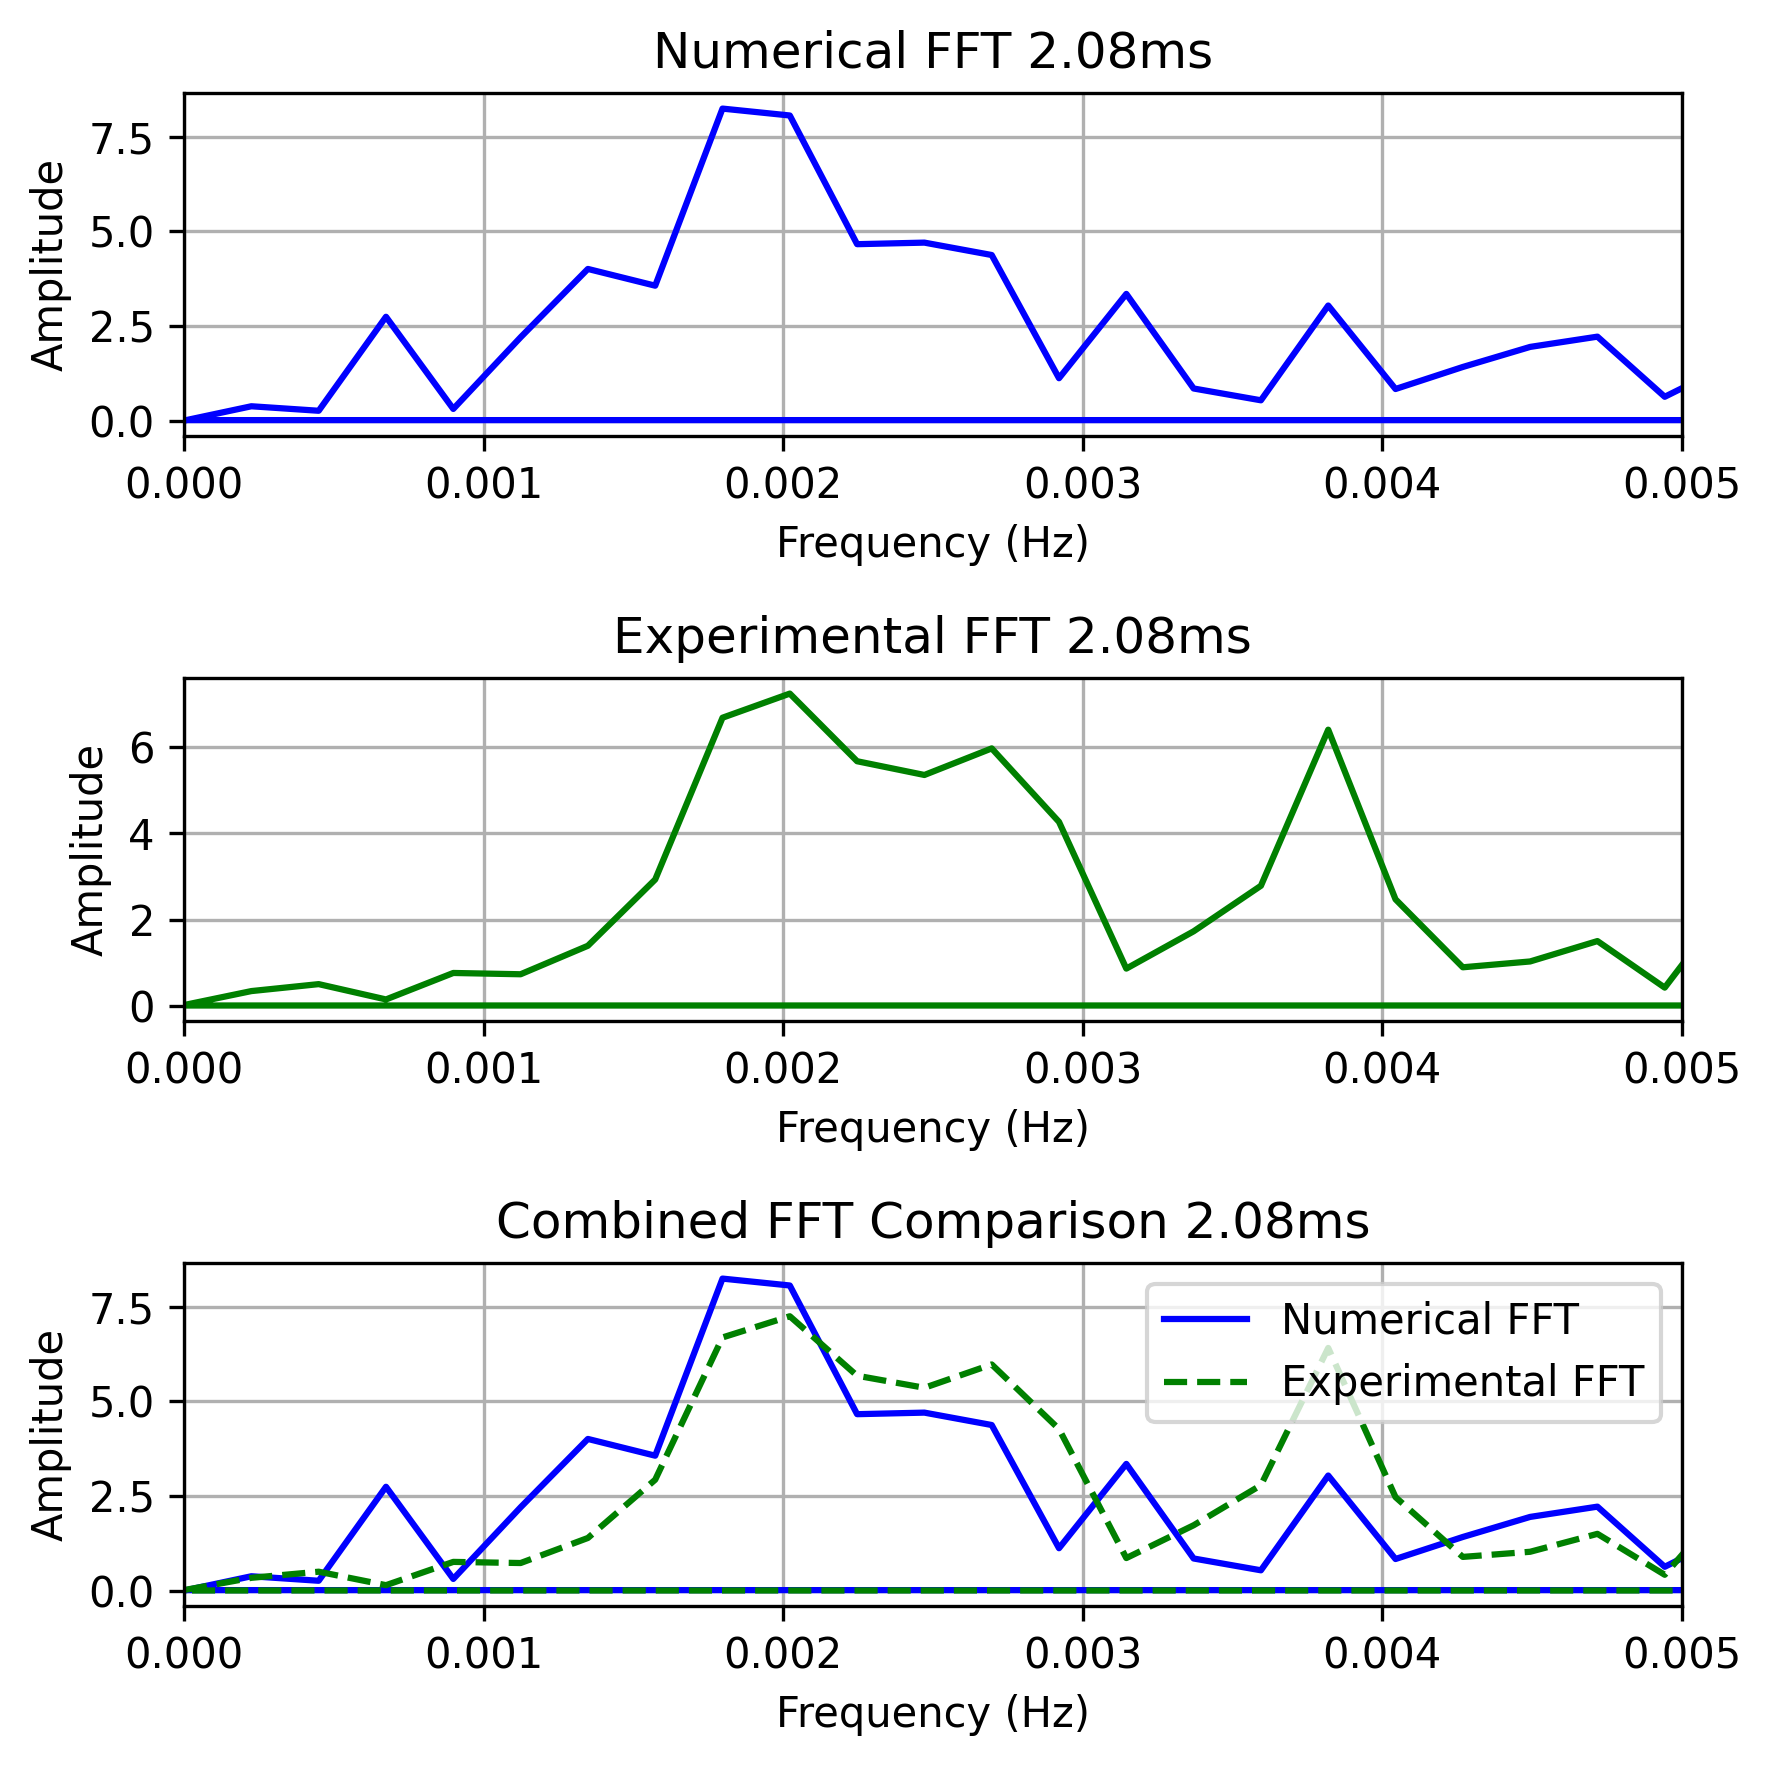 Numerical FFT 2.08ms
7.5
5.0
2.5
0.0
Amplitude
0.000 0.001 0.002 0.003 0.004 0.005
Frequency (Hz)
Experimental FFT 2.08ms
6
4
2
0
Amplitude
0.000 0.001 0.002 0.003 0.004 0.005
Frequency (Hz)
Combined FFT Comparison 2.08ms
7.5
5.0
2.5
0.0
Amplitude
Numerical FFT
Experimental FFT
0.000 0.001 0.002 0.003 0.004 0.005
Frequency (Hz)